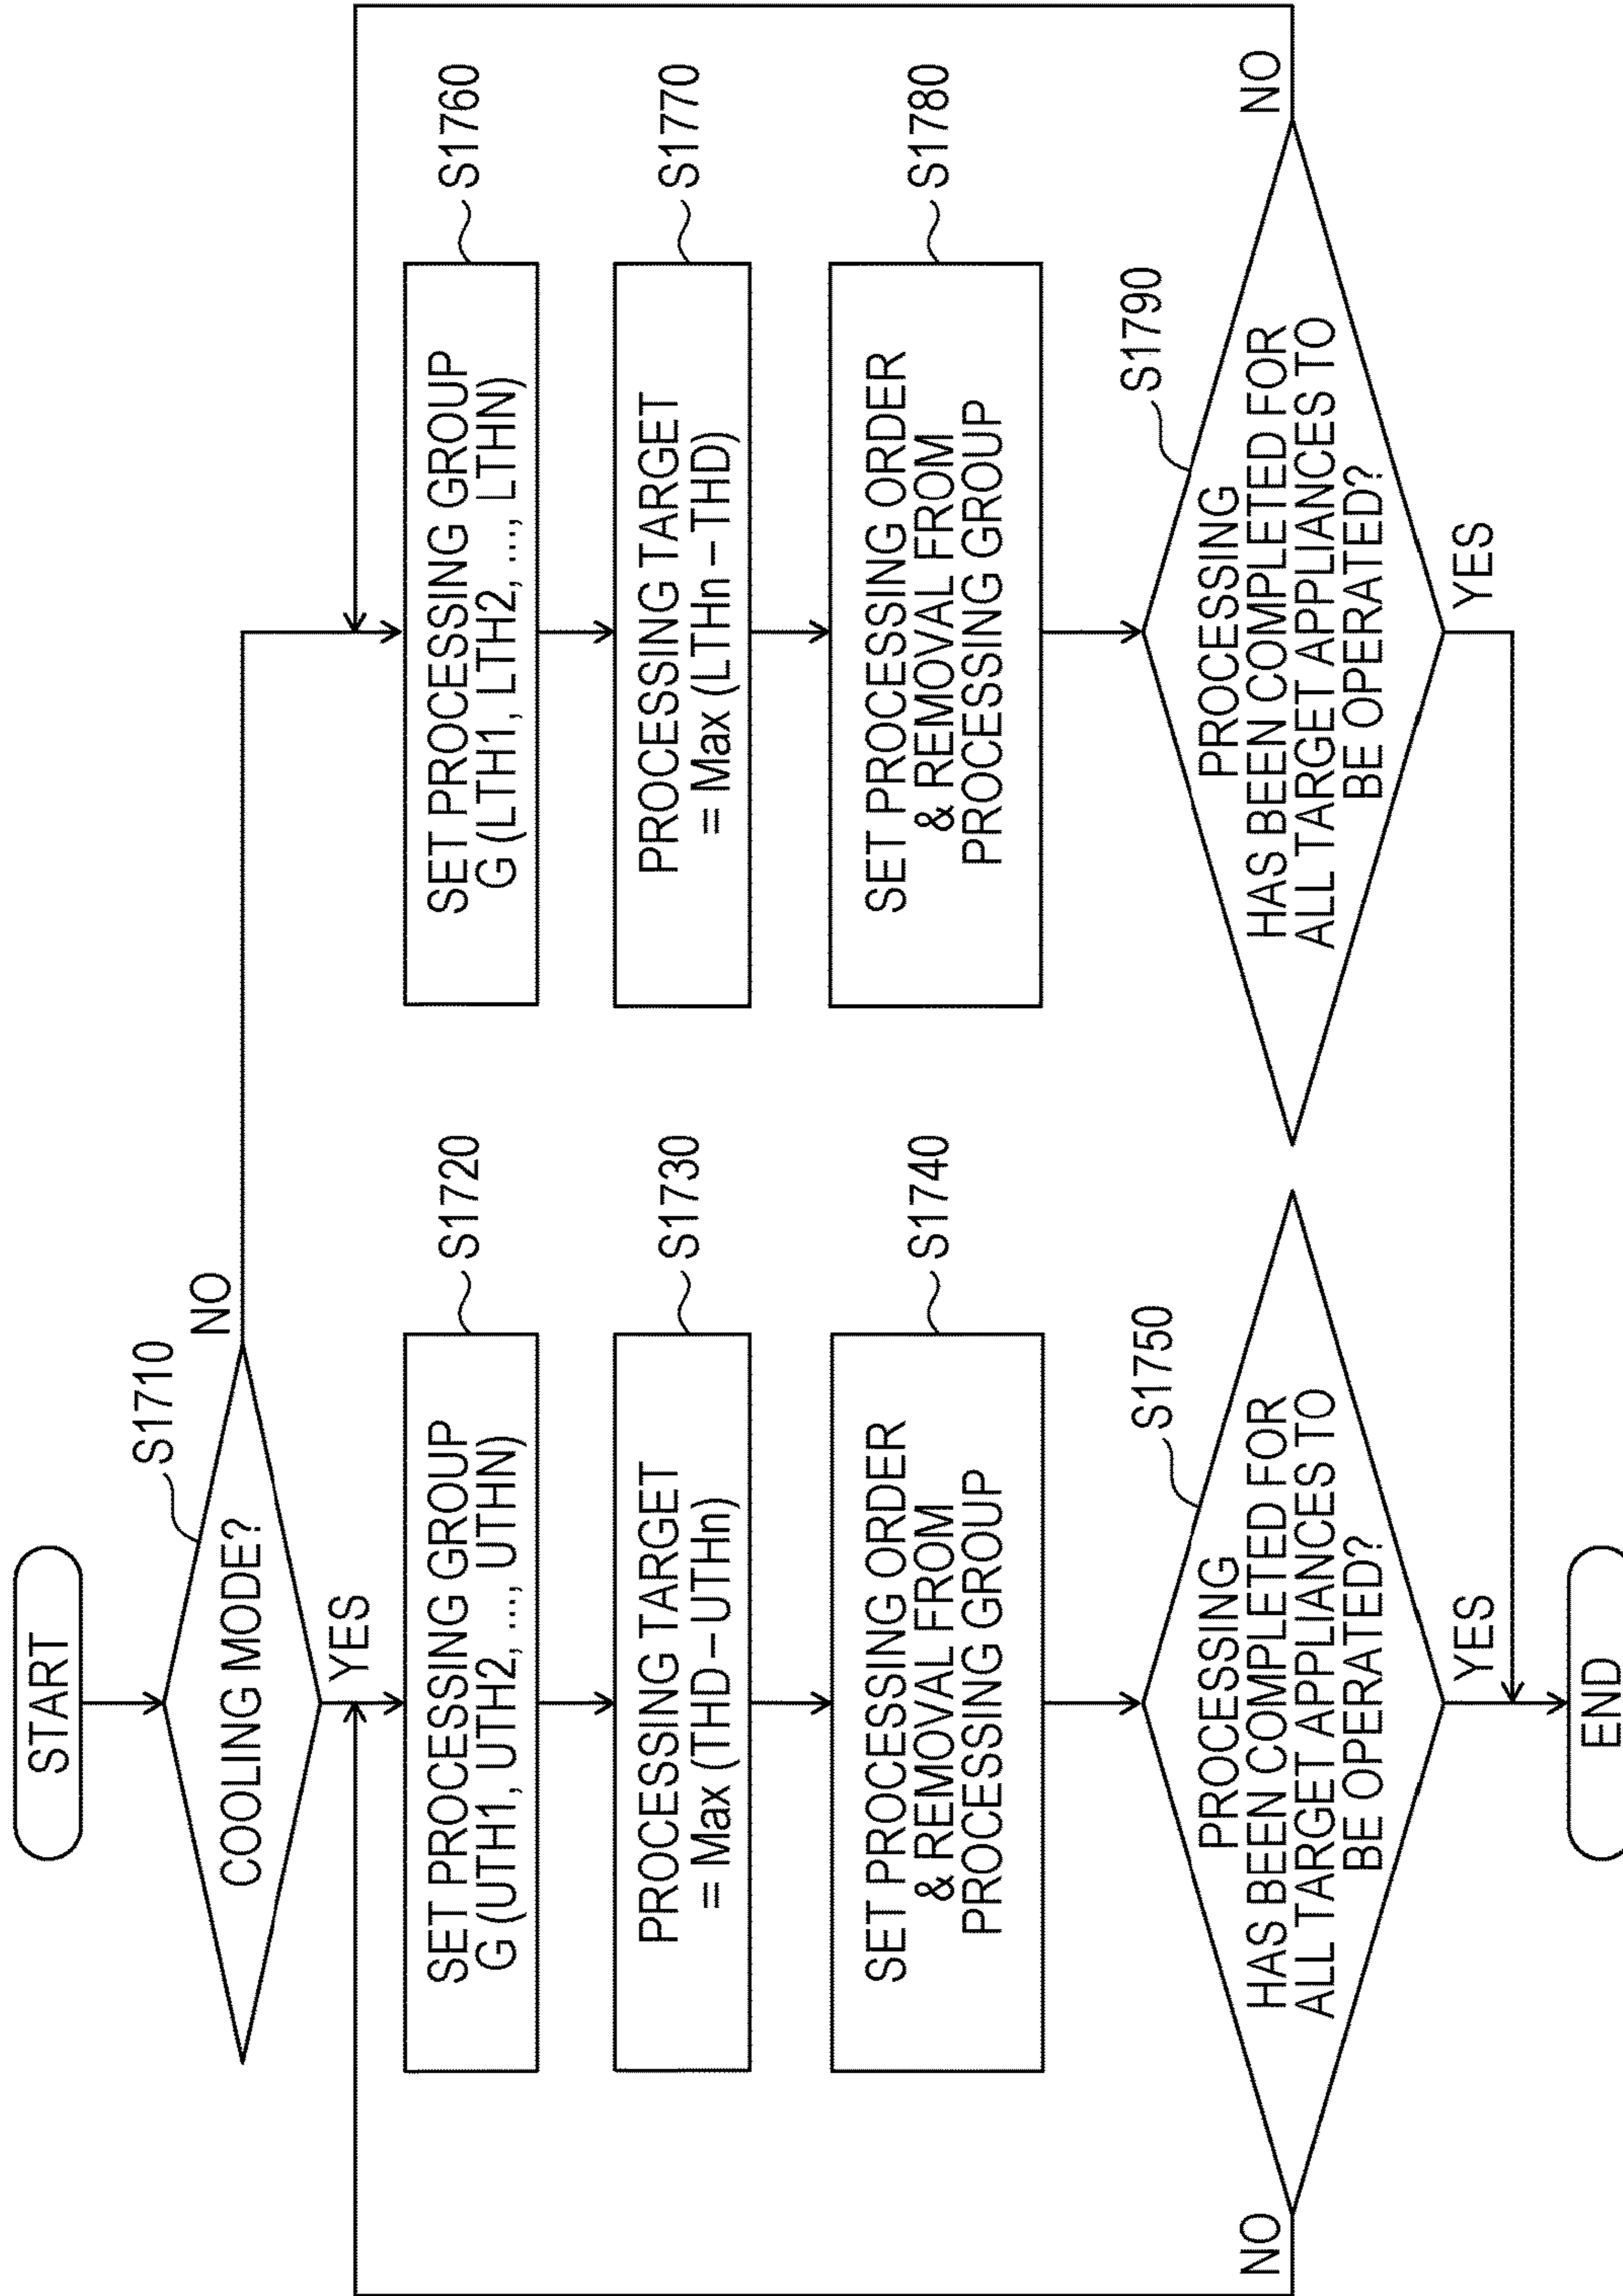 START
COOLING MODE?
S1710
NO
YES
SET PROCESSING GROUP
G (UTH1, UTH2, ..., UTHN)
S1720
PROCESSING TARGET
= Max (THD – UTHn)
S1730
SET PROCESSING ORDER
& REMOVAL FROM
PROCESSING GROUP
S1740
PROCESSING
HAS BEEN COMPLETED FOR
ALL TARGET APPLIANCES TO
BE OPERATED?
S1750
NO
YES
SET PROCESSING GROUP
G (LTH1, LTH2, ..., LTHN)
S1760
PROCESSING TARGET
= Max (LTHn – THD)
S1770
SET PROCESSING ORDER
& REMOVAL FROM
PROCESSING GROUP
S1780
PROCESSING
HAS BEEN COMPLETED FOR
ALL TARGET APPLIANCES TO
BE OPERATED?
S1790
NO
YES
END